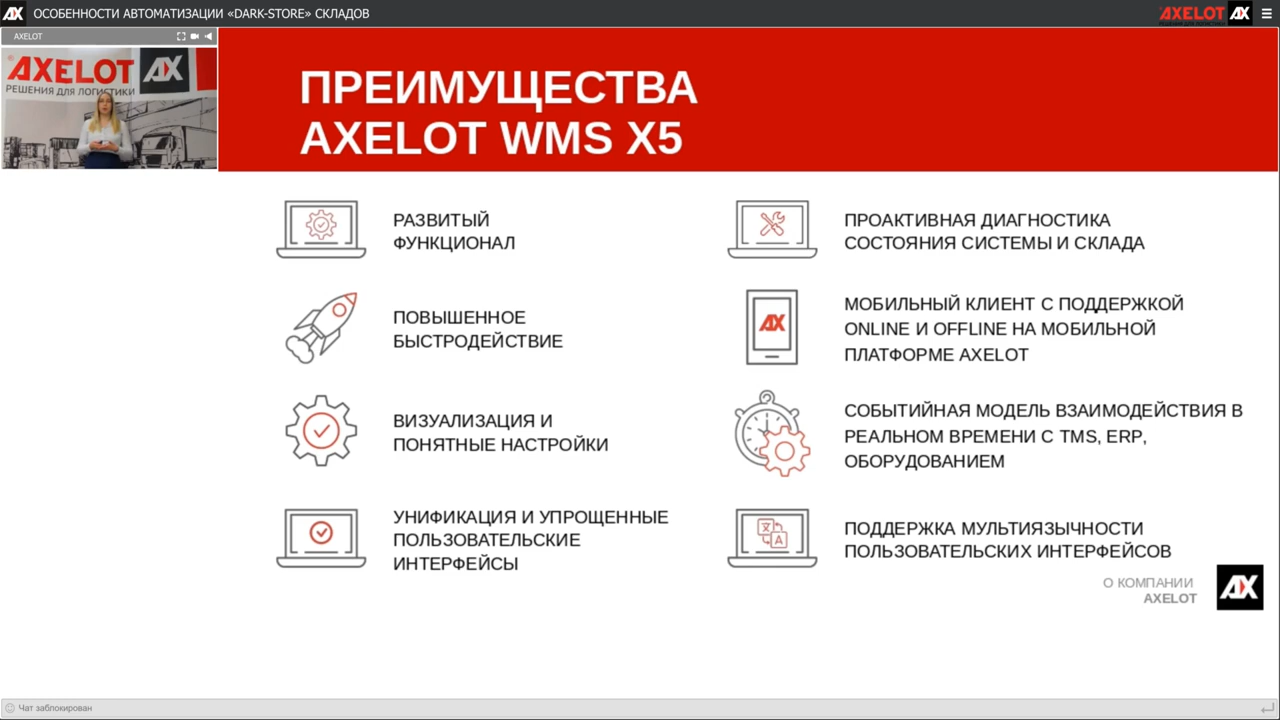 ОСОБЕННОСТИ АВТОМАТИЗАЦИИ «DARK-STORE» СКЛАДОВ
AXELOT
AXELOT
AXELOT
РЕШЕНИЯ ДЛЯ ЛОГИСТИКИ
ПРЕИМУЩЕСТВА
AXELOT WMS X5
РАЗВИТЫЙ
ФУНКЦИОНАЛ
ПОВЫШЕННОЕ
БЫСТРОДЕЙСТВИЕ
ВИЗУАЛИЗАЦИЯ И
ПОНЯТНЫЕ НАСТРОЙКИ
УНИФИКАЦИЯ И УПРОЩЕННЫЕ
ПОЛЬЗОВАТЕЛЬСКИЕ
ИНТЕРФЕЙСЫ
ПРОАКТИВНАЯ ДИАГНОСТИКА
СОСТОЯНИЯ СИСТЕМЫ И СКЛАДА
МОБИЛЬНЫЙ КЛИЕНТ С ПОДДЕРЖКОЙ
ONLINE И OFFLINE НА МОБИЛЬНОЙ
ПЛАТФОРМЕ AXELOT
СОБЫТИЙНАЯ МОДЕЛЬ ВЗАИМОДЕЙСТВИЯ В
РЕАЛЬНОМ ВРЕМЕНИ С TMS, ERP,
ОБОРУДОВАНИЕМ
ПОДДЕРЖКА МУЛЬТИЯЗЫЧНОСТИ
ПОЛЬЗОВАТЕЛЬСКИХ ИНТЕРФЕЙСОВ
О КОМПАНИИ
AXELOT
Чат заблокирован